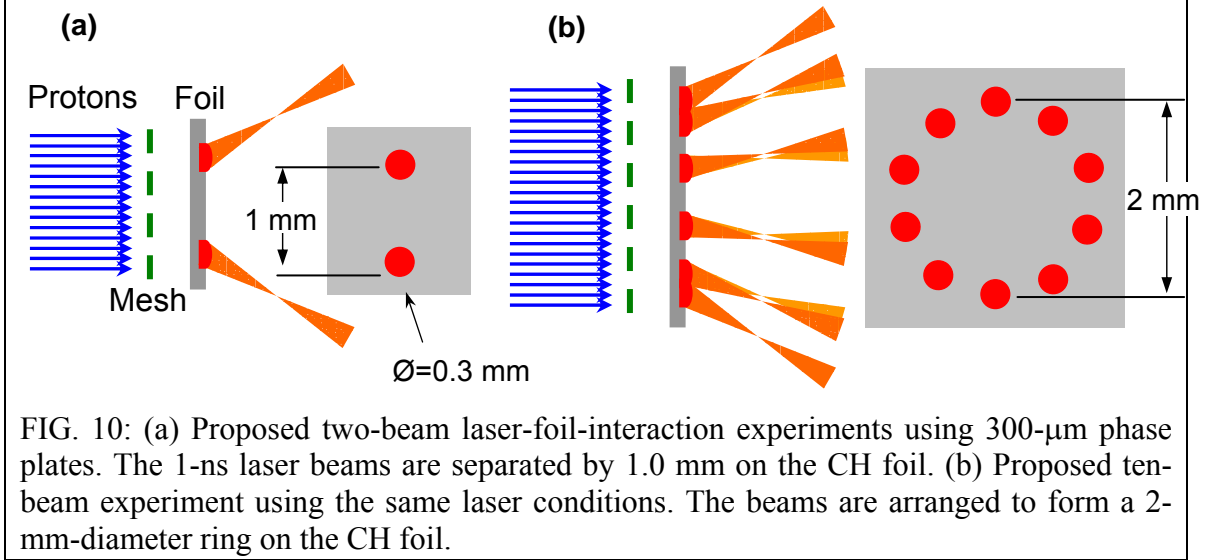 (a)
Protons
Foil
Mesh
1 mm
Ø=0.3 mm
(b)
2 mm
FIG. 10: (a) Proposed two-beam laser-foil-interaction experiments using 300-μm phase
plates. The 1-ns laser beams are separated by 1.0 mm on the CH foil. (b) Proposed ten-
beam experiment using the same laser conditions. The beams are arranged to form a 2-
mm-diameter ring on the CH foil.